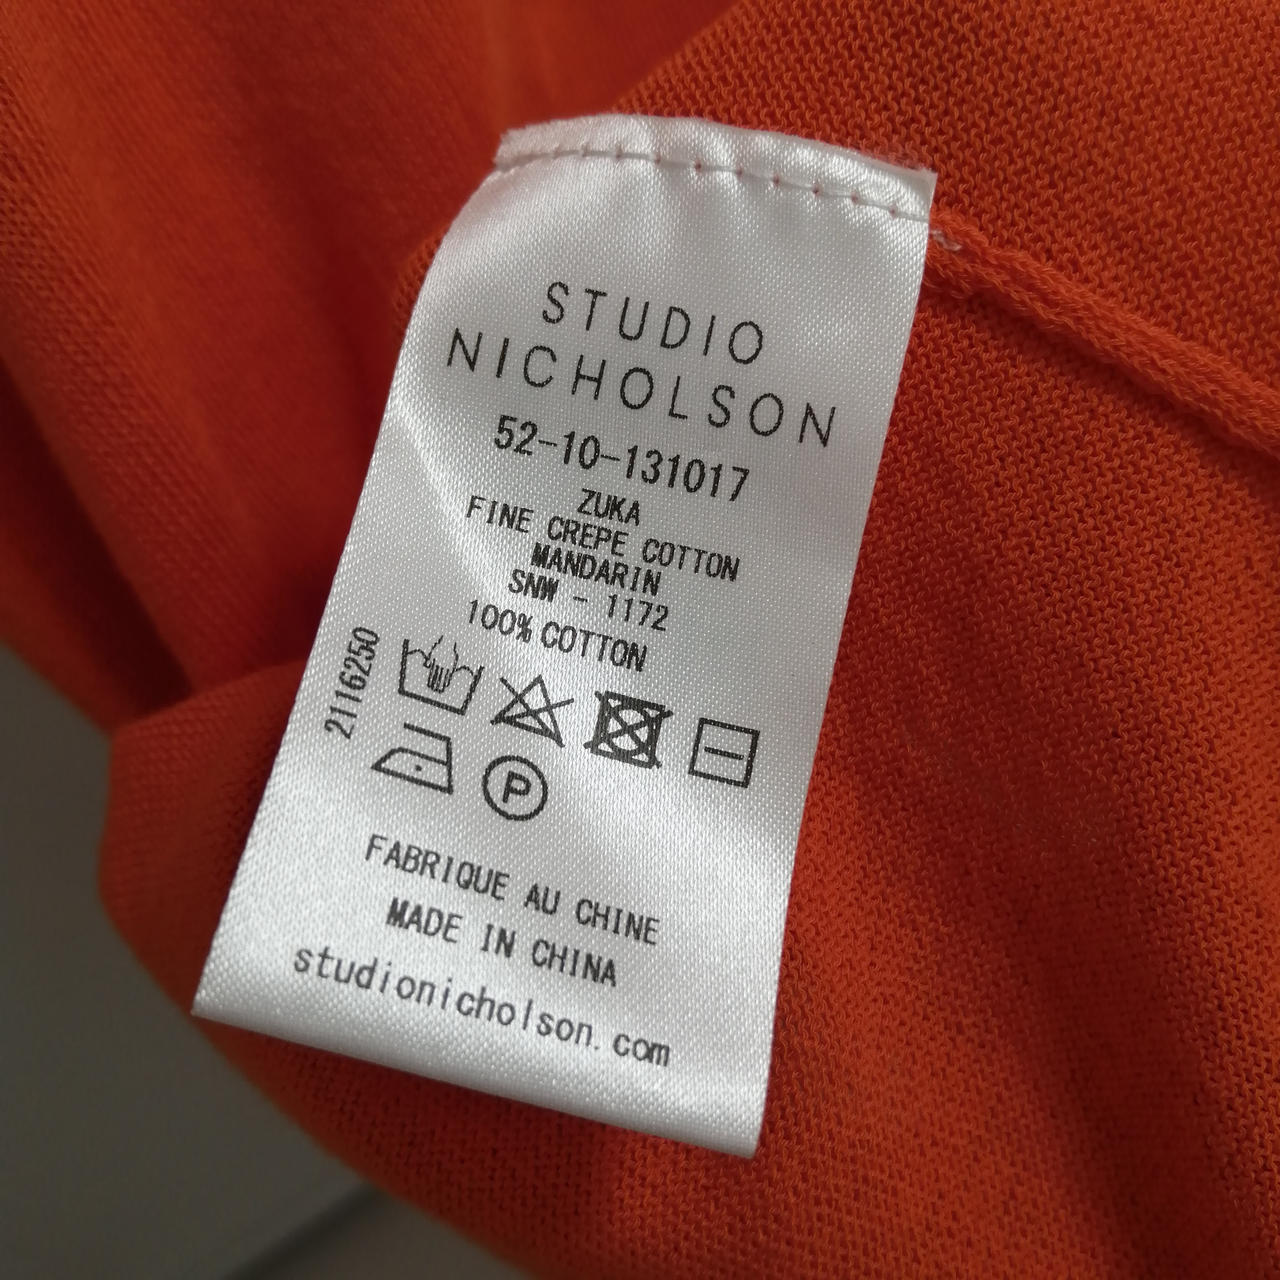 STUDIO
NICHOLSON
52-10-131017
ZUKA
FINE CREPE COTTON
MANDARIN
SNW - 1172
100% COTTON
2116250
P
FABRIQUE AU CHINE
MADE IN CHINA
studionicholson.com